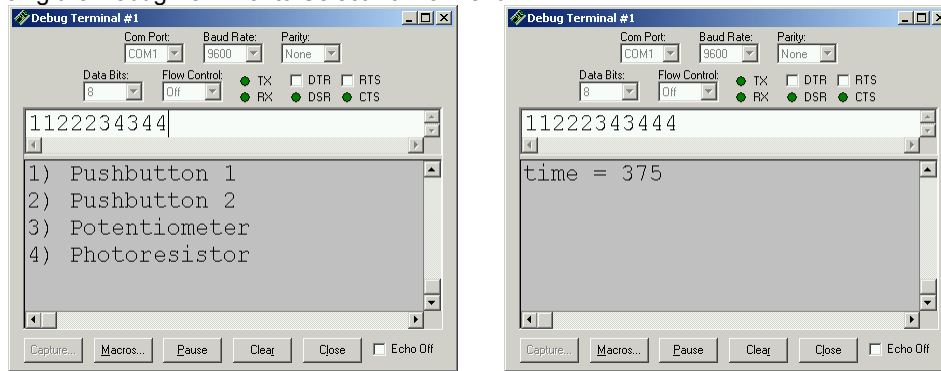 Debug Terminal #1
Com Port: Baud Rate: Parity:
COM1 9600 None
Data Bits: Flow Control: TX DTR RTS
8 Off RX DSR CTS
1122234344
1) Pushbutton 1
2) Pushbutton 2
3) Potentiometer
4) Photoresistor
Capture... Macros... Pause Clear Close Echo Off
Debug Terminal #1
Com Port: Baud Rate: Parity:
COM1 9600 None
Data Bits: Flow Control: TX DTR RTS
8 Off RX DSR CTS
11222343444
time = 375
Capture... Macros... Pause Clear Close Echo Off